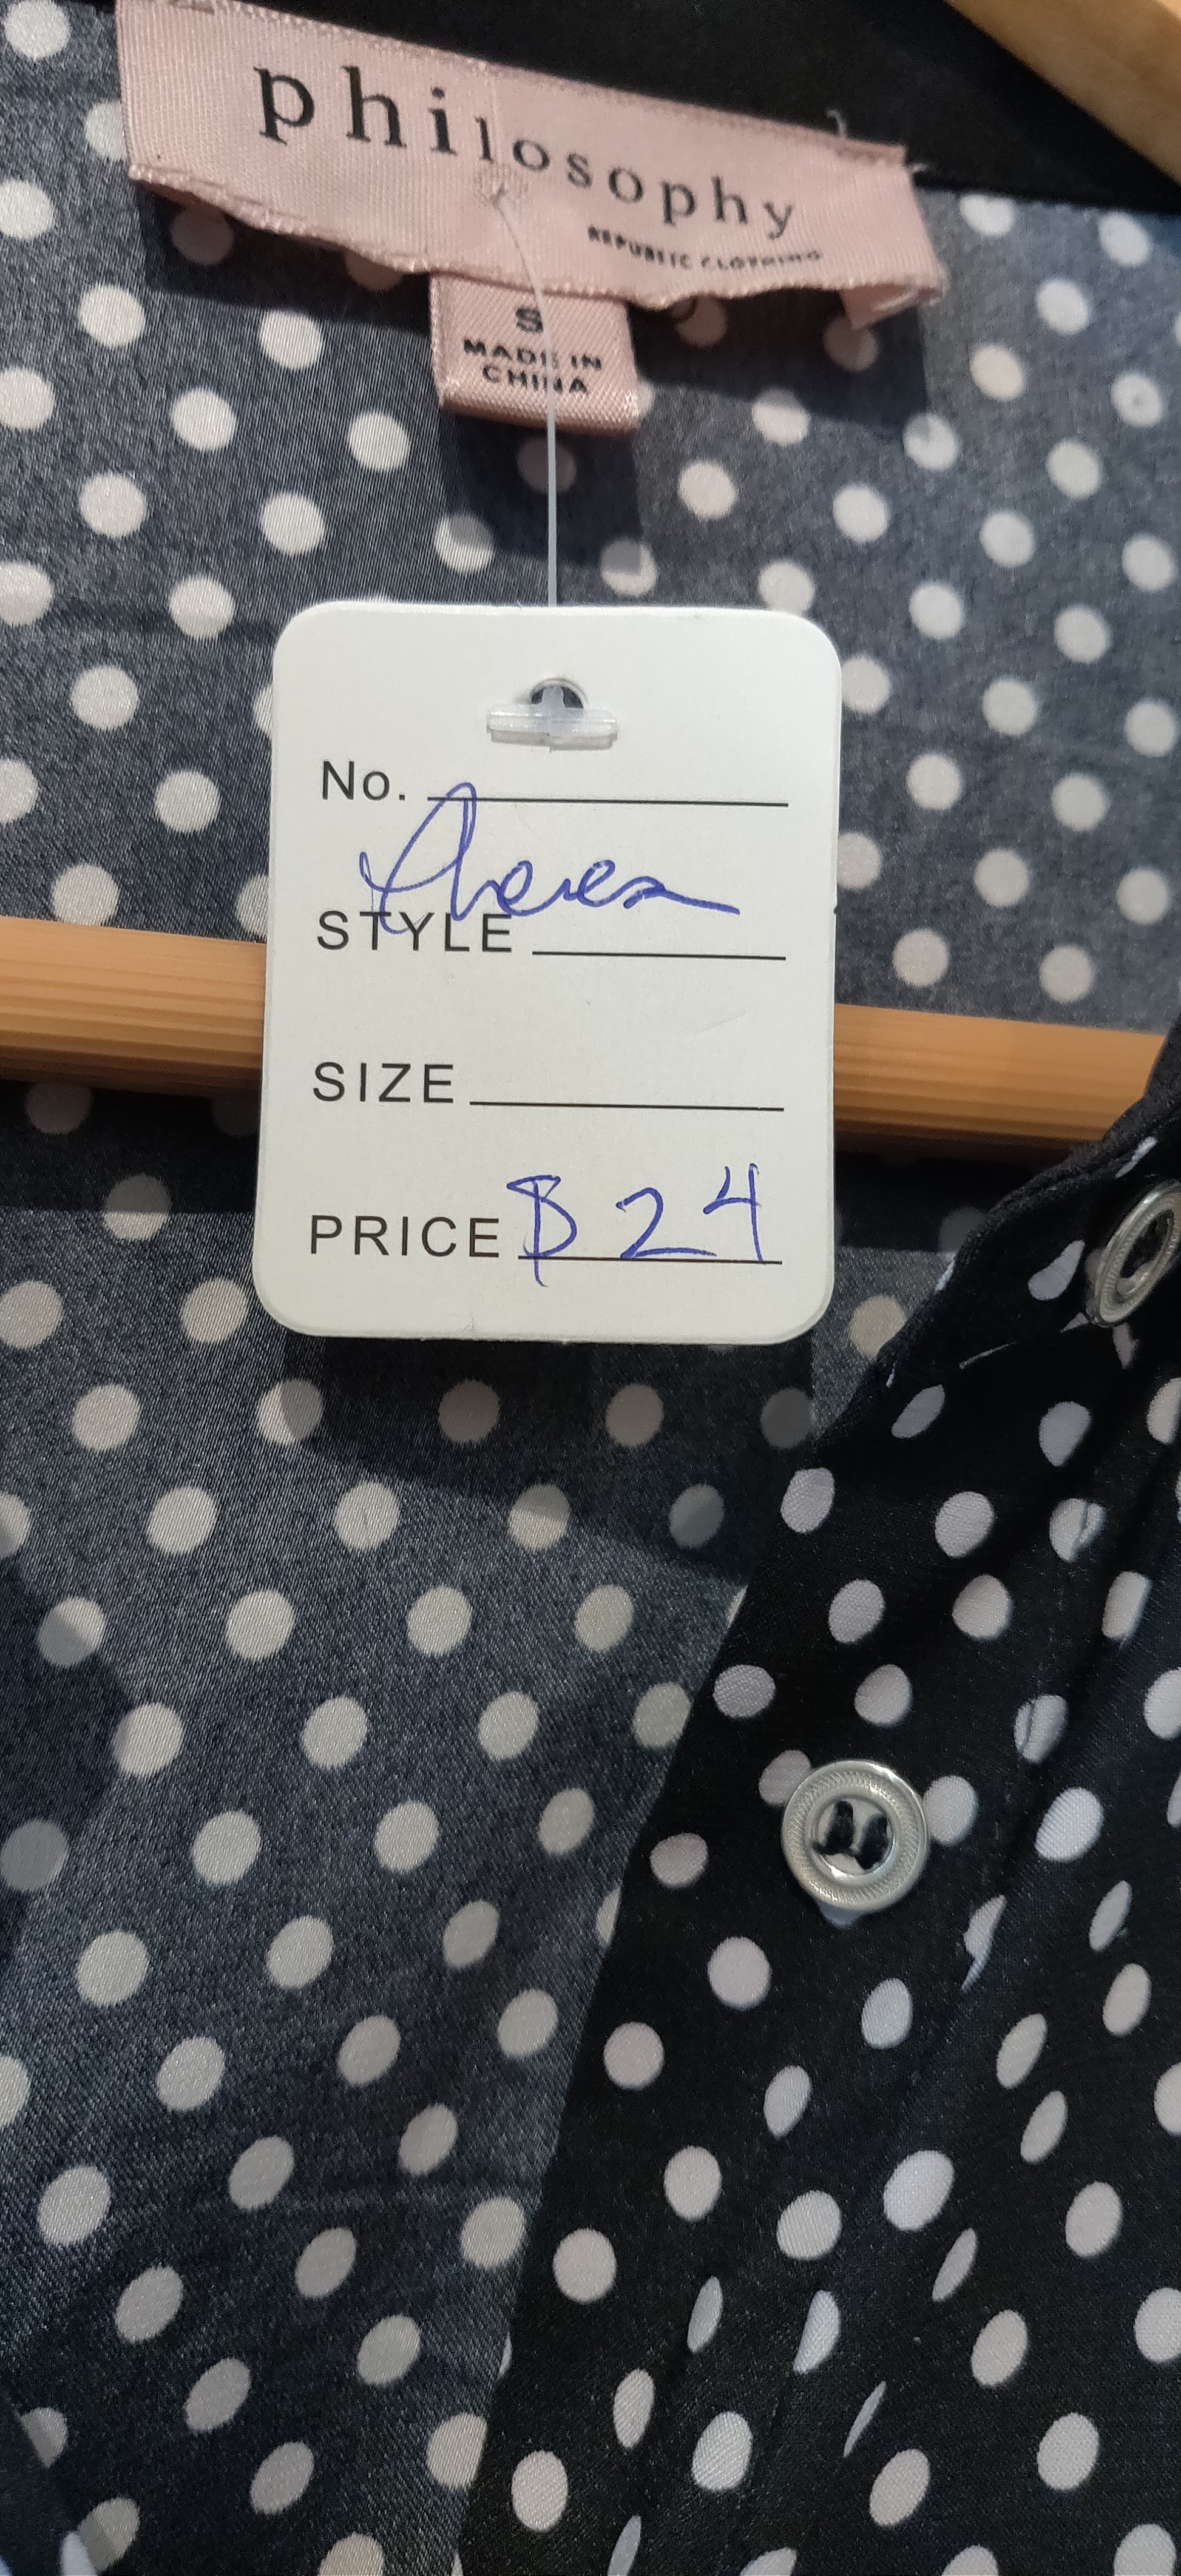 philosophy
REPUBLIC CLOTHING
S
MADE IN
CHINA
No.
STYLE
SIZE
PRICE $24